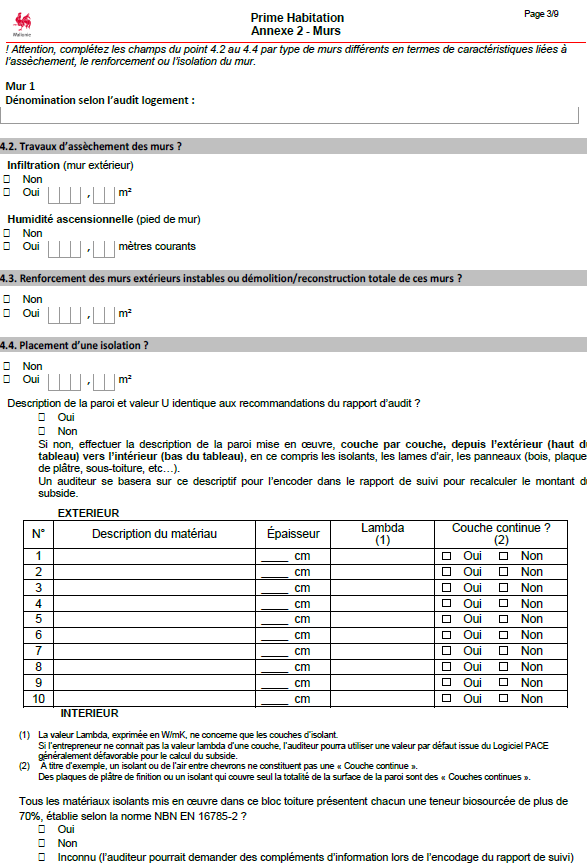 Wallonie
Prime Habitation
Annexe 2 - Murs
Page 3/9
! Attention, complétez les champs du point 4.2 au 4.4 par type de murs différents en termes de caractéristiques liées à
l'assèchement, le renforcement ou l'isolation du mur.
Mur 1
Dénomination selon l'audit logement :
4.2. Travaux d'assèchement des murs ?
Infiltration (mur extérieur)
☐ Non
☐ Oui , m²
Humidité ascensionnelle (pied de mur)
☐ Non
☐ Oui , mètres courants
4.3. Renforcement des murs extérieurs instables ou démolition/reconstruction totale de ces murs ?
☐ Non
☐ Oui , m²
4.4. Placement d'une isolation ?
☐ Non
☐ Oui , m²
Description de la paroi et valeur U identique aux recommandations du rapport d'audit ?
☐ Oui
☐ Non
Si non, effectuer la description de la paroi mise en œuvre, couche par couche, depuis l'extérieur (haut d
tableau) vers l'intérieur (bas du tableau), en ce compris les isolants, les lames d'air, les panneaux (bois, plaque
de plâtre, sous-toiture, etc…).
Un auditeur se basera sur ce descriptif pour l'encoder dans le rapport de suivi pour recalculer le montant d
subside.
EXTERIEUR
N° Description du matériau Épaisseur Lambda (1) Couche continue ? (2)
1 ____ cm ☐ Oui ☐ Non
2 ____ cm ☐ Oui ☐ Non
3 ____ cm ☐ Oui ☐ Non
4 ____ cm ☐ Oui ☐ Non
5 ____ cm ☐ Oui ☐ Non
6 ____ cm ☐ Oui ☐ Non
7 ____ cm ☐ Oui ☐ Non
8 ____ cm ☐ Oui ☐ Non
9 ____ cm ☐ Oui ☐ Non
10 ____ cm ☐ Oui ☐ Non
INTERIEUR
(1) La valeur Lambda, exprimée en W/mK, ne concerne que les couches d'isolant.
Si l'entrepreneur ne connait pas la valeur lambda d'une couche, l'auditeur pourra utiliser une valeur par défaut issue du Logiciel PACE
généralement défavorable pour le calcul du subside.
(2) À titre d'exemple, un isolant ou de l'air entre chevrons ne constituent pas une « Couche continue ».
Des plaques de plâtre de finition ou un isolant qui couvre seul la totalité de la surface de la paroi sont des « Couches continues ».
Tous les matériaux isolants mis en œuvre dans ce bloc toiture présentent chacun une teneur biosourcée de plus de
70%, établie selon la norme NBN EN 16785-2 ?
☐ Oui
☐ Non
☐ Inconnu (l'auditeur pourrait demander des compléments d'information lors de l'encodage du rapport de suivi)